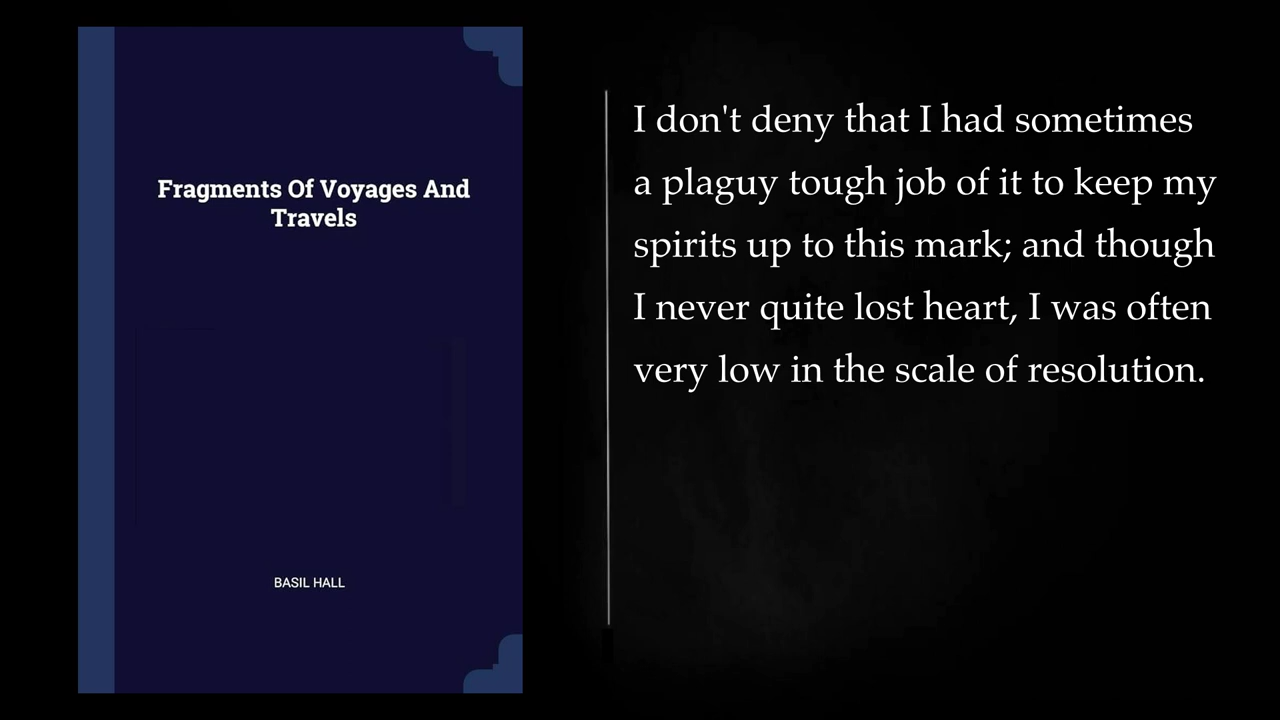 Fragments Of Voyages And
Travels
BASIL HALL
I don't deny that I had sometimes
a plaguy tough job of it to keep my
spirits up to this mark; and though
I never quite lost heart, I was often
very low in the scale of resolution.